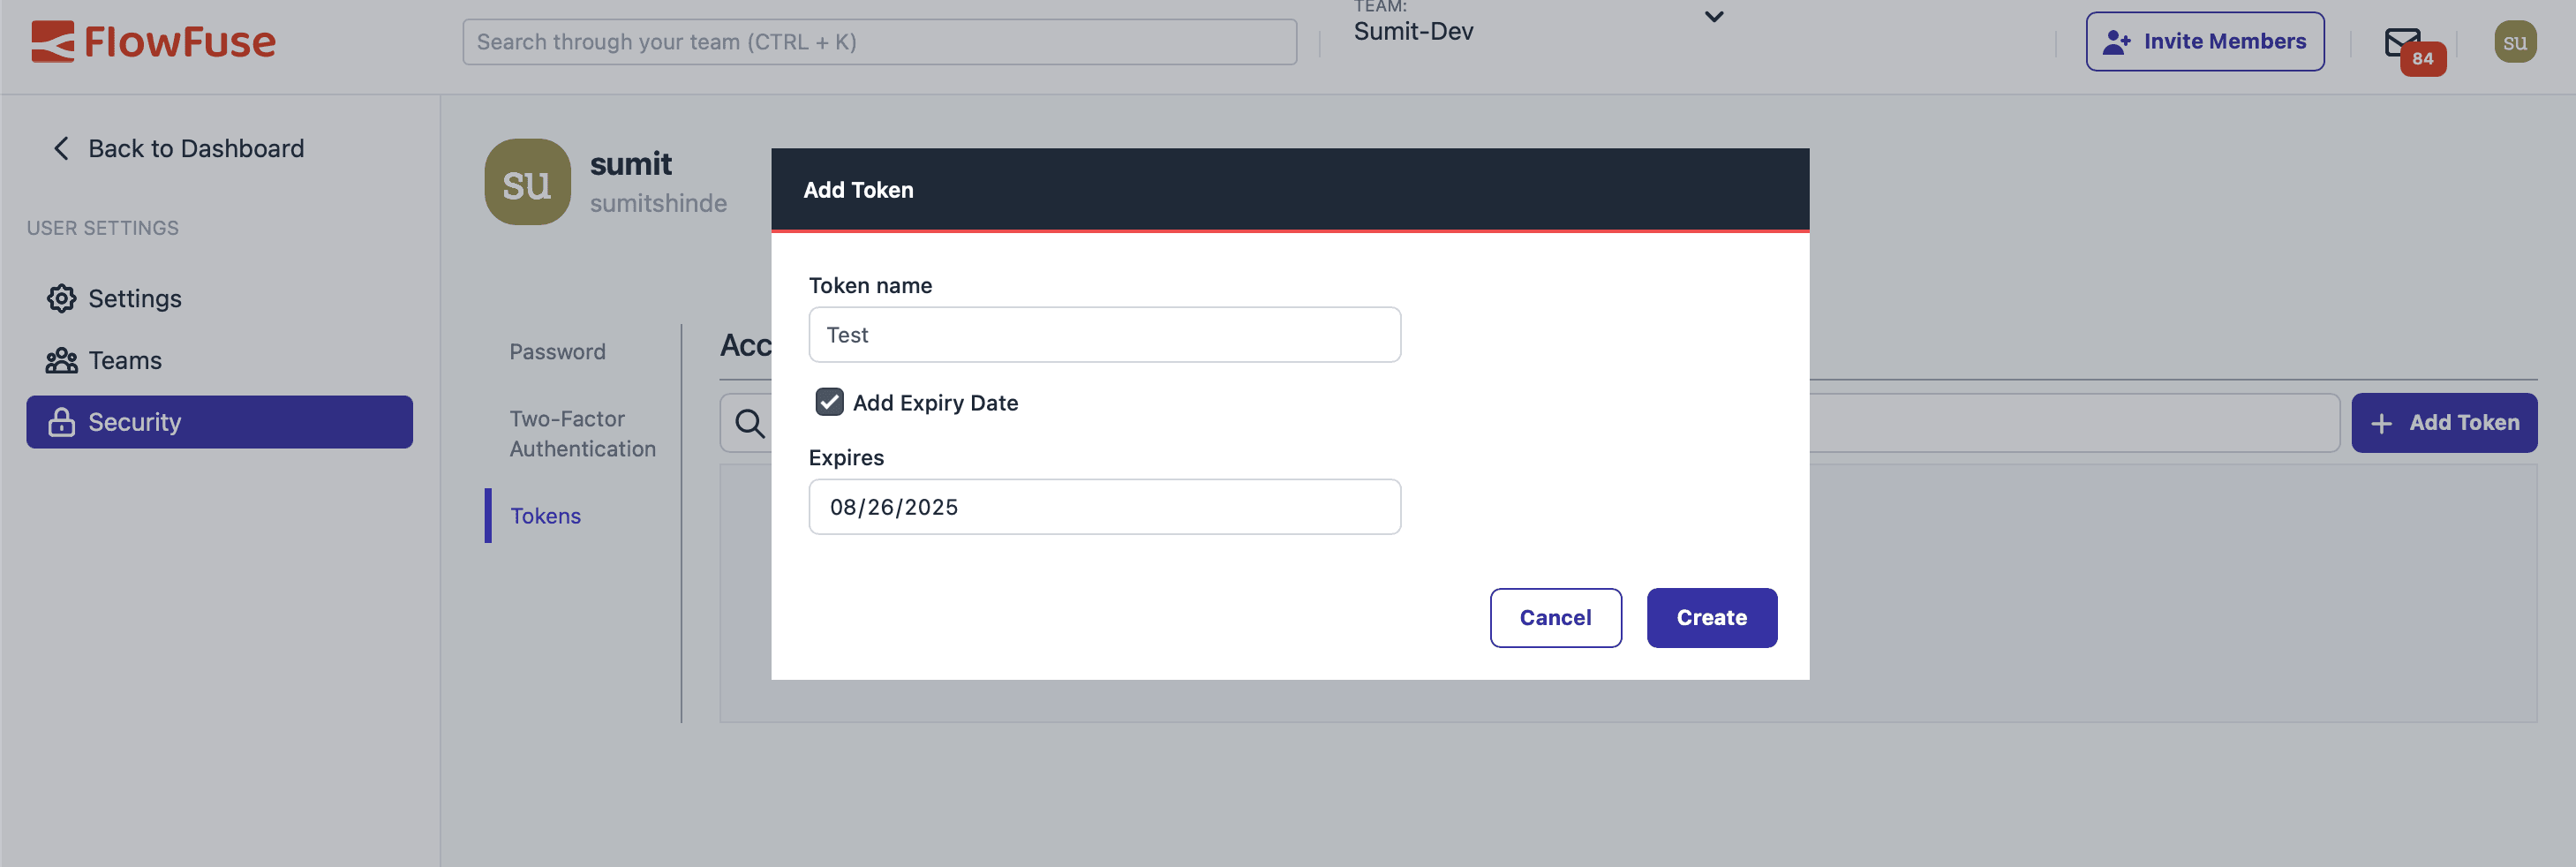 FlowFuse
Search through your team (CTRL + K)
TEAM:
Sumit-Dev
Invite Members
84
su
Back to Dashboard
USER SETTINGS
Settings
Teams
Security
su
sumit
sumitshinde
Password
Two-Factor
Authentication
Tokens
Acc
Add Token
Add Token
Token name
Test
Add Expiry Date
Expires
08/26/2025
Cancel
Create